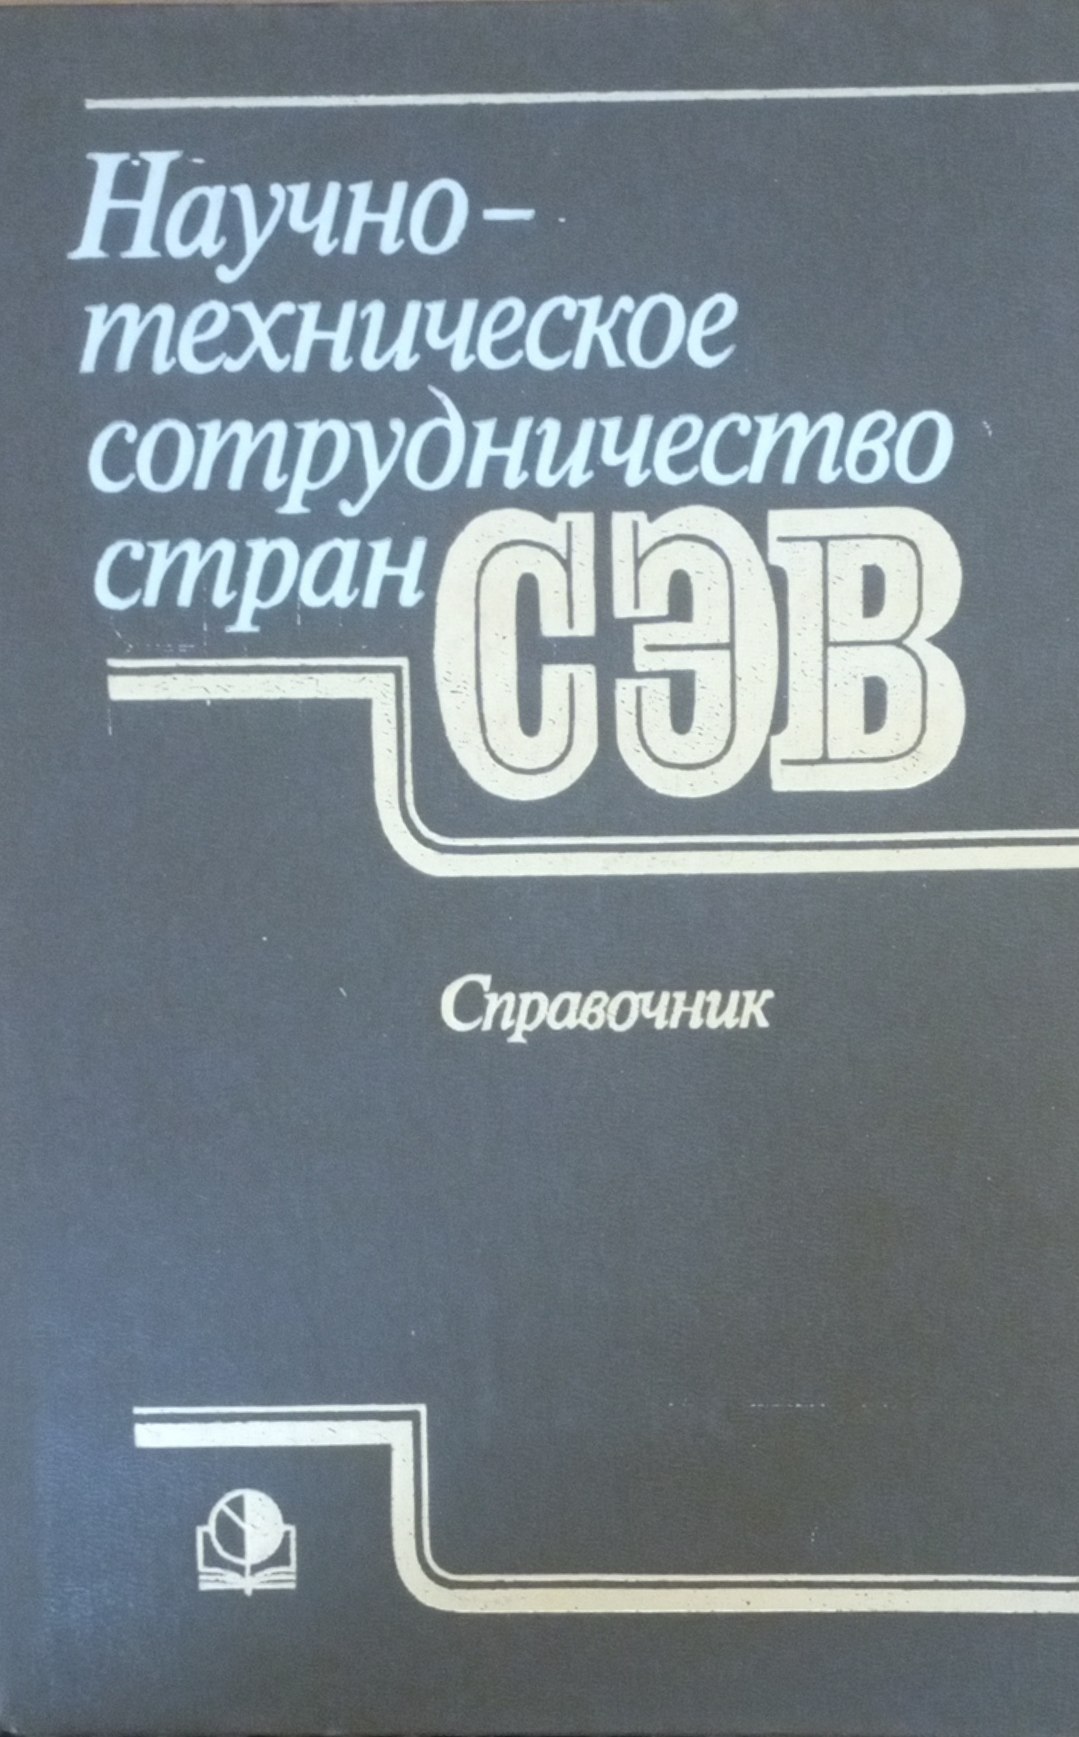 Научно-
техническое
сотрудничество
стран СЭВ
Справочник